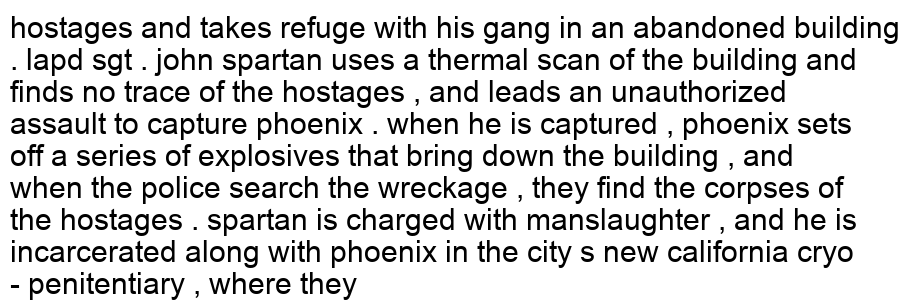 hostages and takes refuge with his gang in an abandoned building
. lapd sgt . john spartan uses a thermal scan of the building and
finds no trace of the hostages , and leads an unauthorized
assault to capture phoenix . when he is captured , phoenix sets
off a series of explosives that bring down the building , and
when the police search the wreckage , they find the corpses of
the hostages . spartan is charged with manslaughter , and he is
incarcerated along with phoenix in the city s new california cryo
- penitentiary , where they